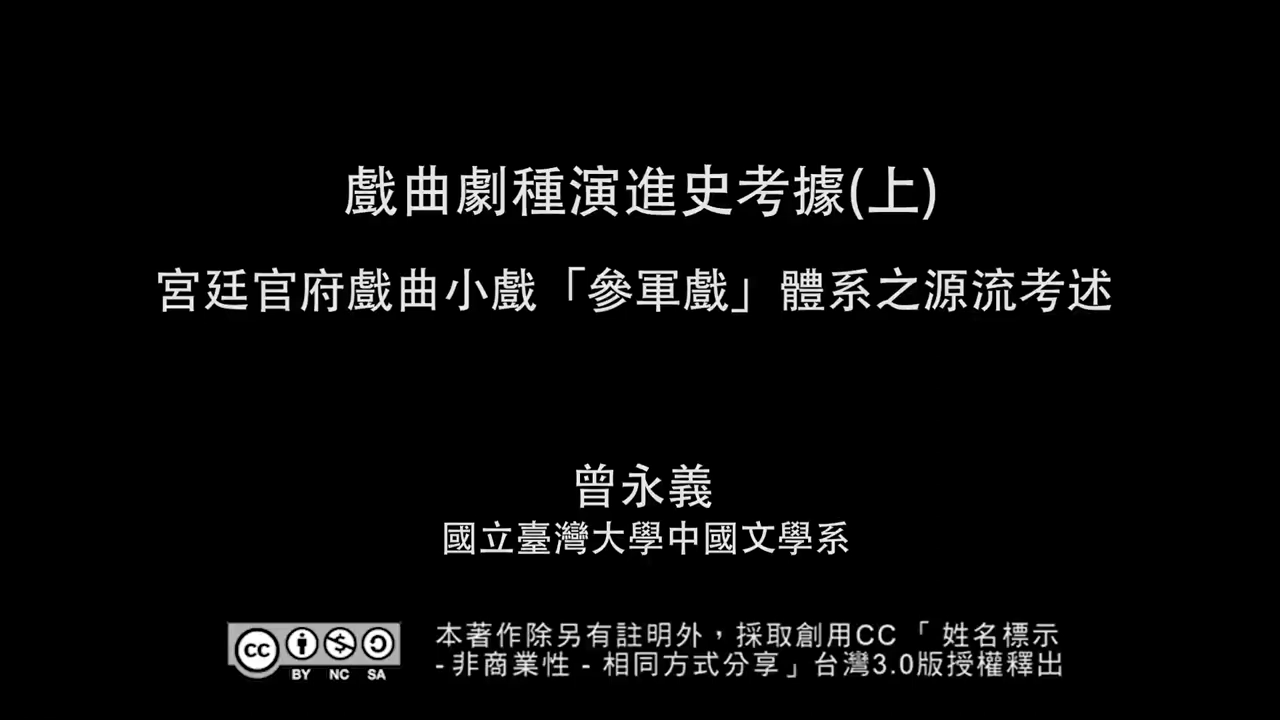 戲曲劇種演進史考據(上)
宮廷官府戲曲小戲「參軍戲」體系之源流考述
曾永義
國立臺灣大學中國文學系
cc BY NC SA
本著作除另有註明外，採取創用CC「姓名標示
- 非商業性 - 相同方式分享」台灣3.0版授權釋出